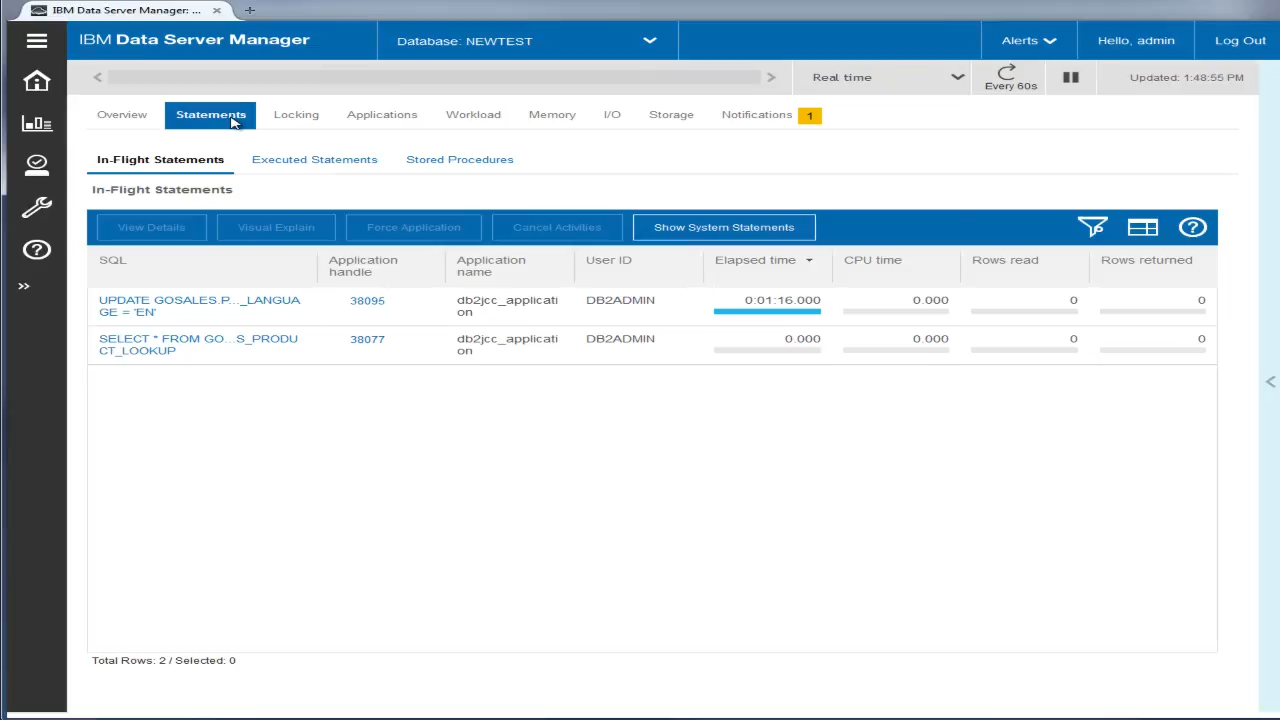 IBM Data Server Manager: ...
IBM Data Server Manager
Database: NEWTEST
Alerts
Hello, admin
Log Out
Real time
Every 60s
Updated: 1:48:55 PM
Overview
Statements
Locking
Applications
Workload
Memory
I/O
Storage
Notifications
1
In-Flight Statements
Executed Statements
Stored Procedures
In-Flight Statements
View Details
Visual Explain
Force Application
Cancel Activities
Show System Statements
SQL
Application
handle
Application
name
User ID
Elapsed time
CPU time
Rows read
Rows returned
UPDATE GOSALES.P..._LANGUA
GE = 'EN'
38095
db2jcc_applicati
on
DB2ADMIN
0:01:16.000
0.000
0
0
SELECT * FROM GO...S_PRODU
CT_LOOKUP
38077
db2jcc_applicati
on
DB2ADMIN
0.000
0.000
0
0
Total Rows: 2 / Selected: 0